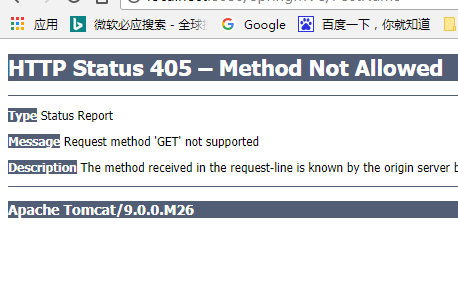 应用 微软必应搜索 - 全球 Google 百度一下，你就知道
HTTP Status 405 – Method Not Allowed
Type Status Report
Message Request method 'GET' not supported
Description The method received in the request-line is known by the origin server b
Apache Tomcat/9.0.0.M26